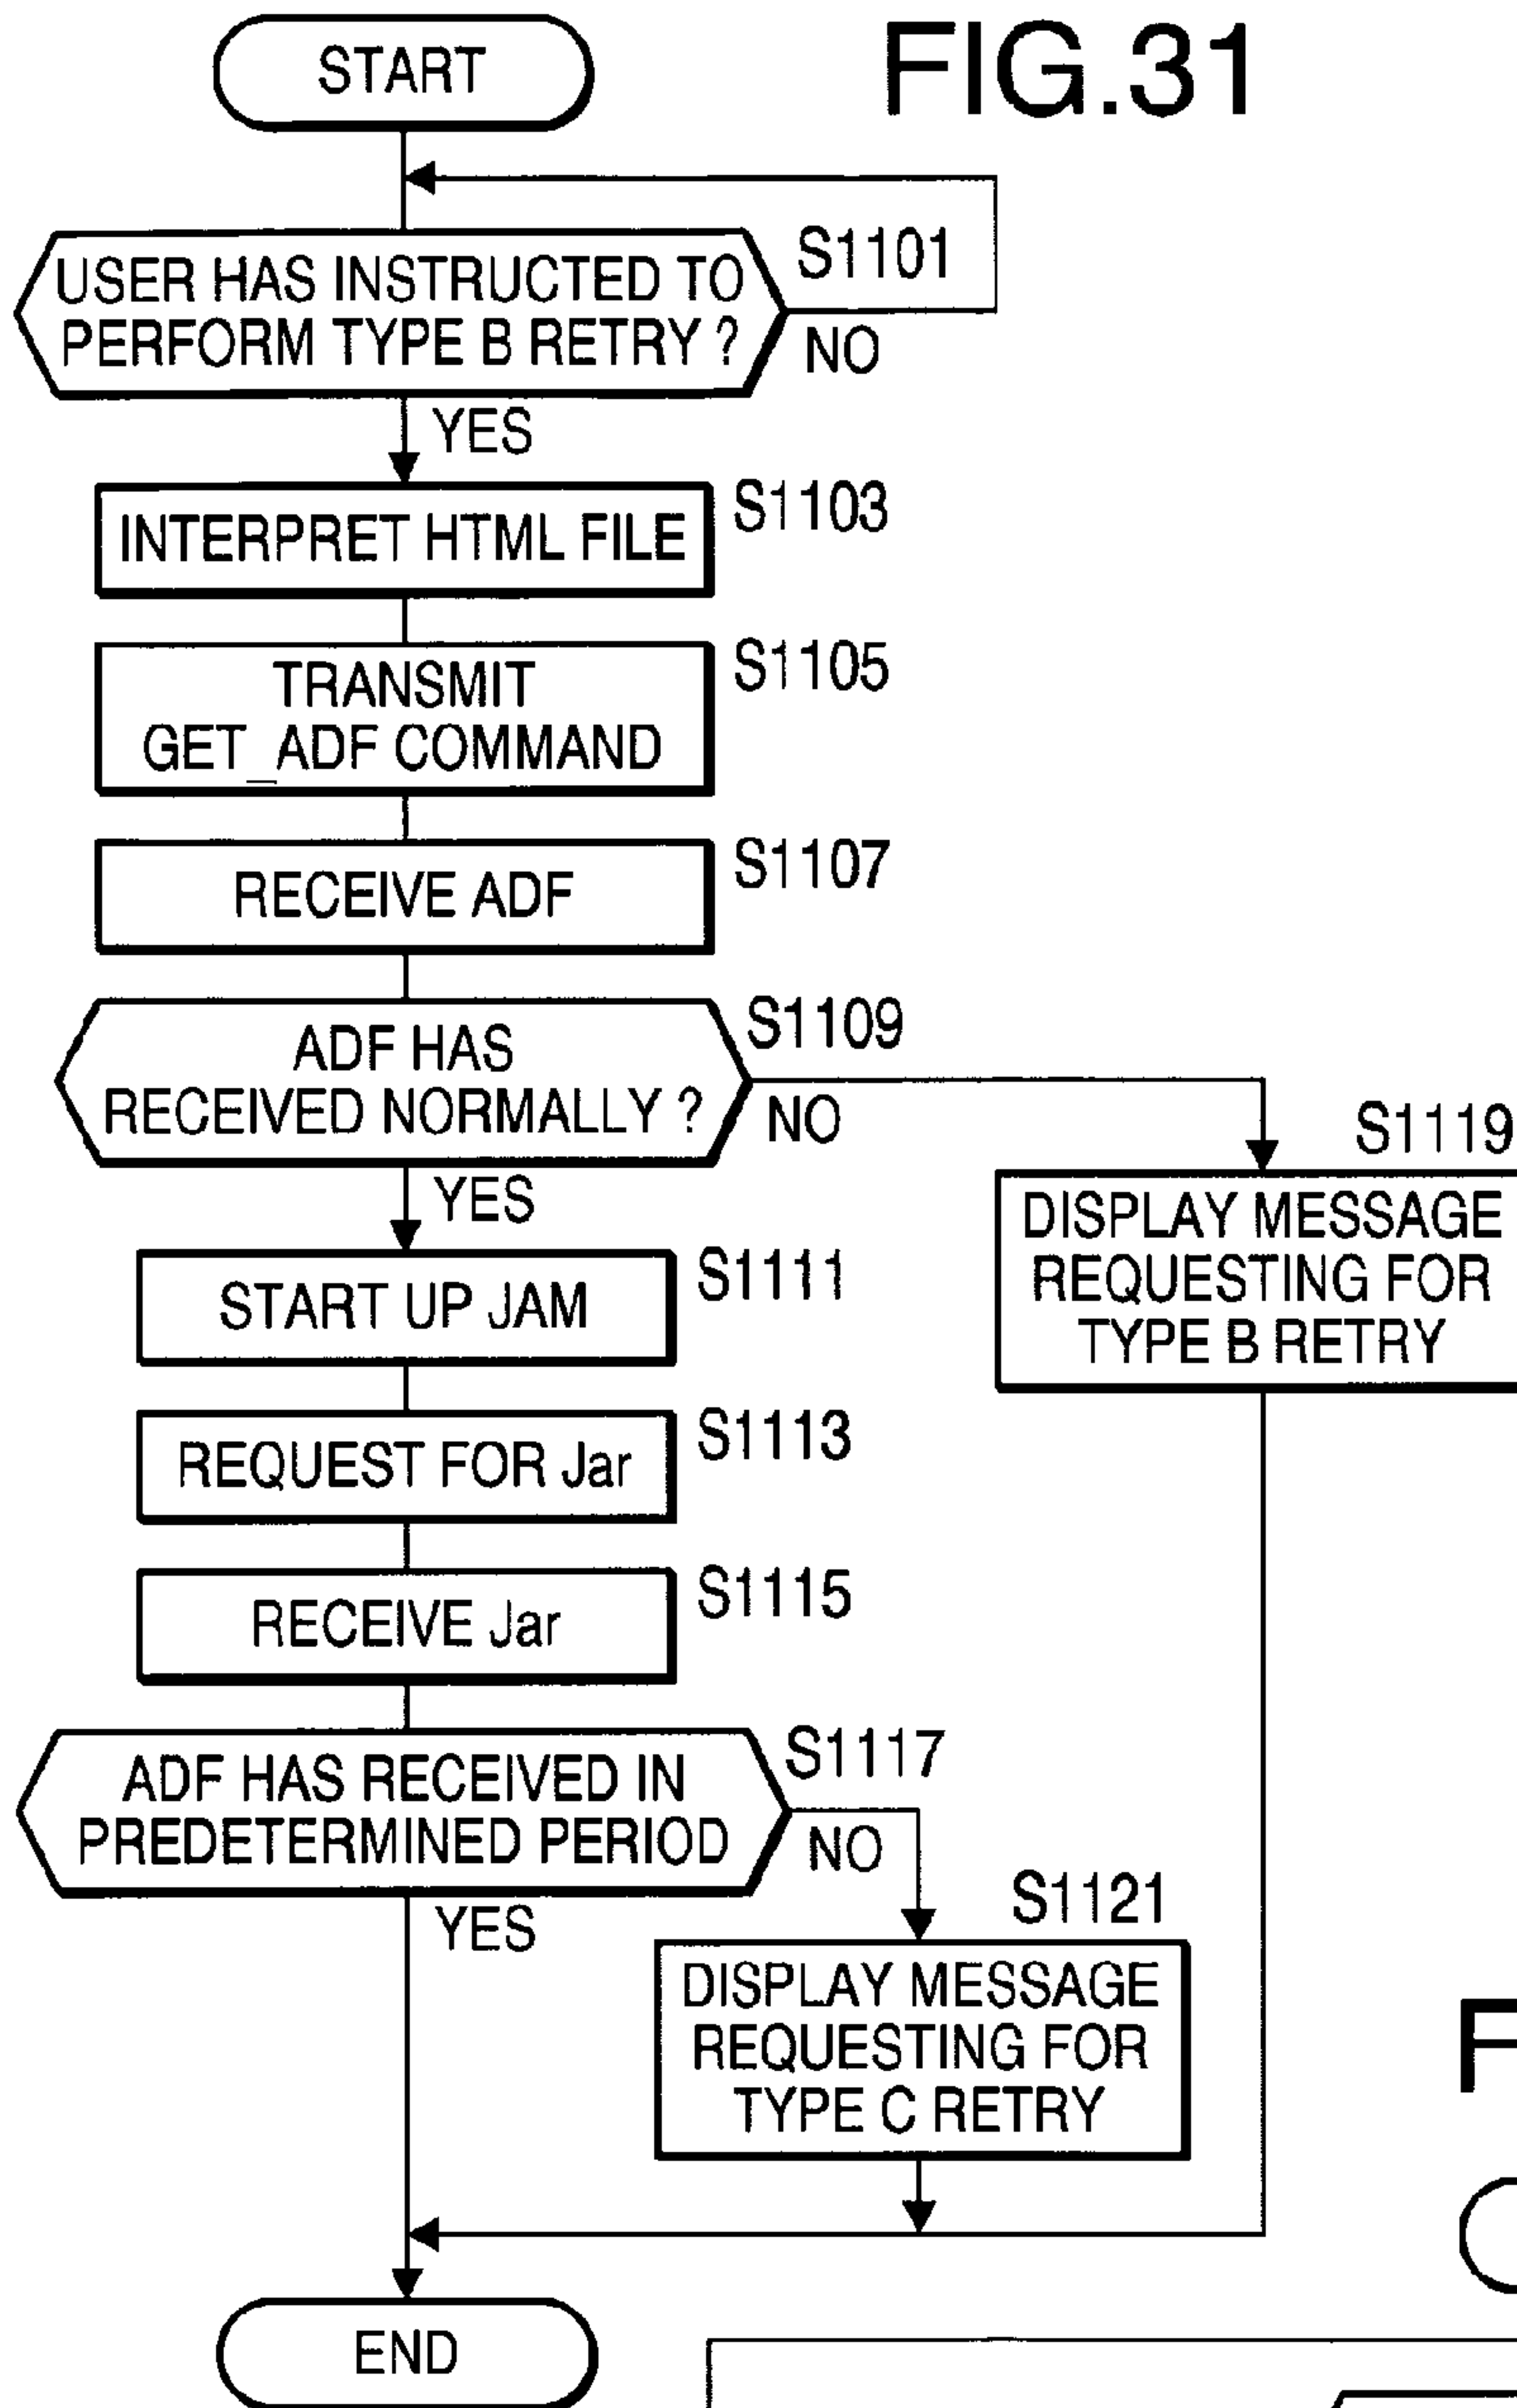 START
FIG.31
USER HAS INSTRUCTED TO
PERFORM TYPE B RETRY ?
S1101
NO
YES
INTERPRET HTML FILE
S1103
TRANSMIT
GET_ADF COMMAND
S1105
RECEIVE ADF
S1107
ADF HAS
RECEIVED NORMALLY ?
S1109
NO
YES
S1119
DISPLAY MESSAGE
REQUESTING FOR
TYPE B RETRY
START UP JAM
S1111
REQUEST FOR Jar
S1113
RECEIVE Jar
S1115
ADF HAS RECEIVED IN
PREDETERMINED PERIOD
S1117
NO
YES
S1121
DISPLAY MESSAGE
REQUESTING FOR
TYPE C RETRY
F
END